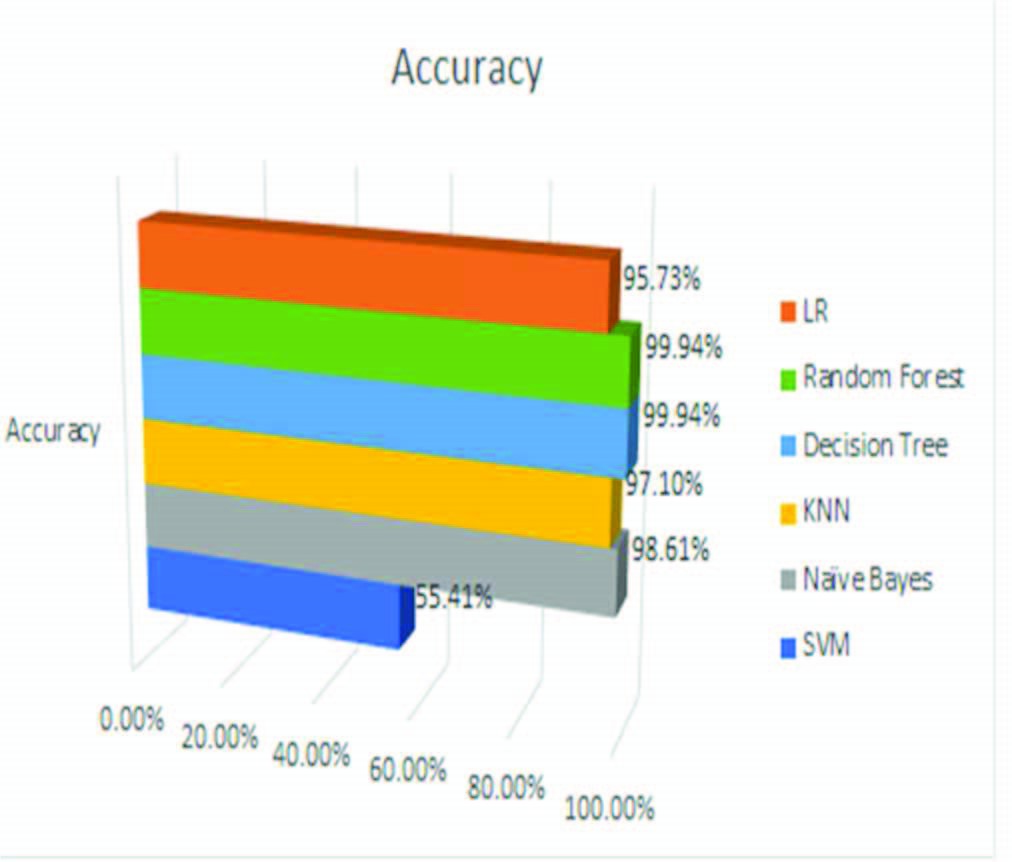 Accuracy
95.73%
99.94%
99.94%
97.10%
98.61%
55.41%
Accuracy
0.00%
20.00%
40.00%
60.00%
80.00%
100.00%
LR
Random Forest
Decision Tree
KNN
Naïve Bayes
SVM